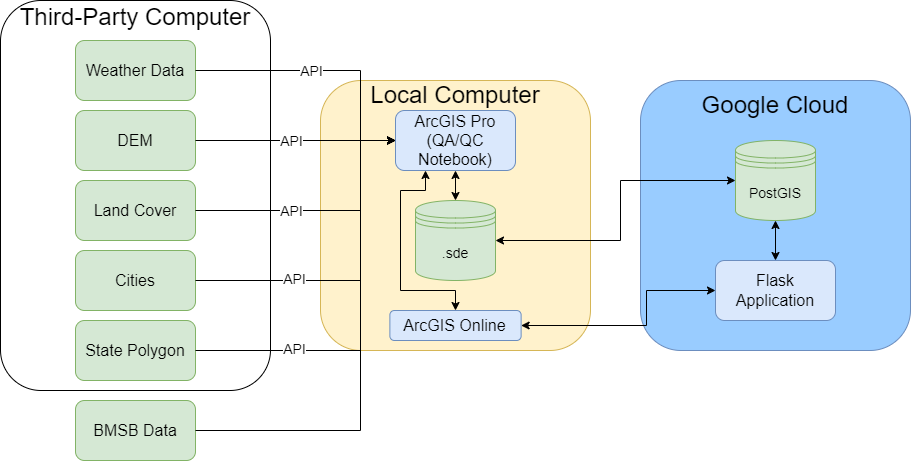 Third-Party Computer
Weather Data
API
DEM
API
Land Cover
API
Cities
API
State Polygon
API
BMSB Data
Local Computer
ArcGIS Pro
(QA/QC
Notebook)
.sde
ArcGIS Online
Google Cloud
PostGIS
Flask
Application